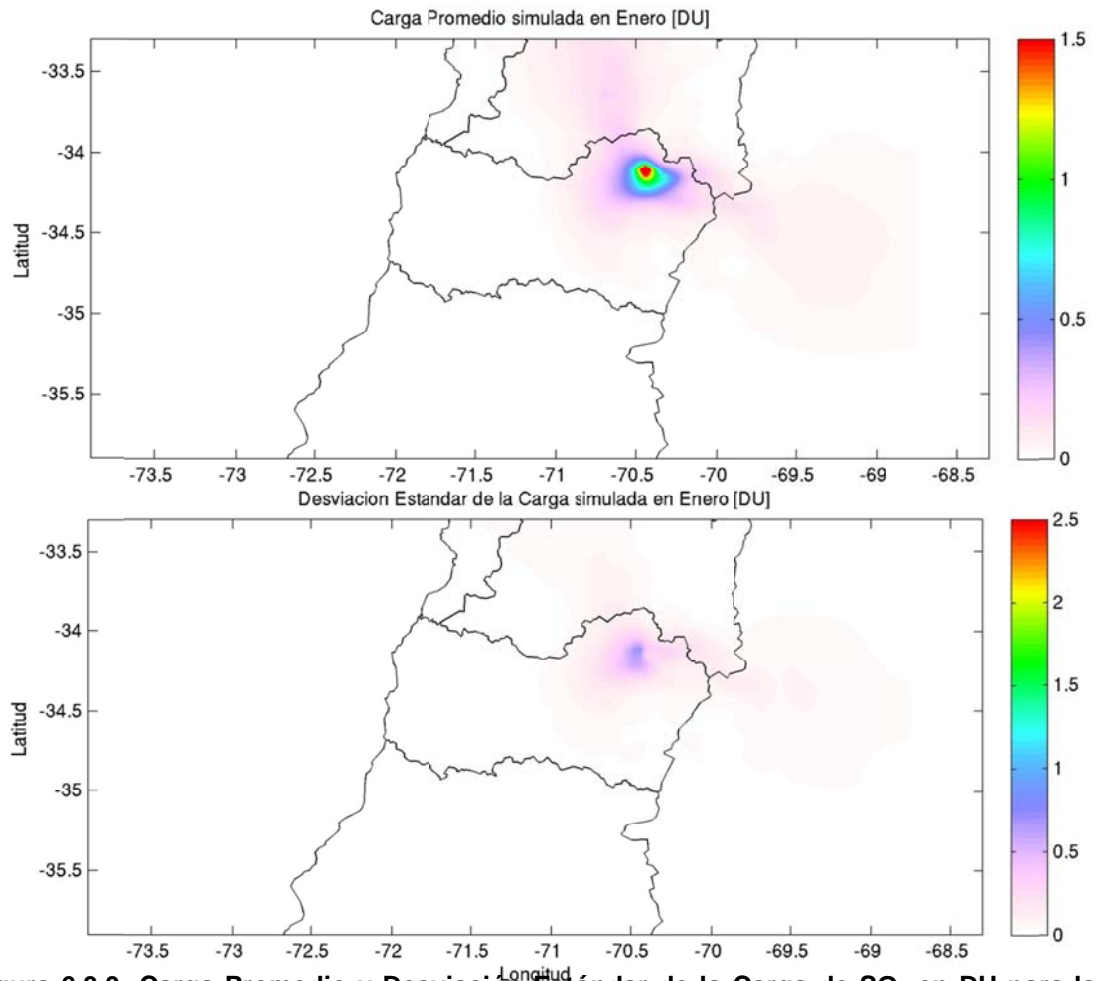 Carga Promedio simulada en Enero [DU]
1.5
1
0.5
0
-33.5
-34
-34.5
-35
-35.5
Latitud
-73.5 -73 -72.5 -72 -71.5 -71 -70.5 -70 -69.5 -69 -68.5
Desviacion Estandar de la Carga simulada en Enero [DU]
2.5
2
1.5
1
0.5
0
-33.5
-34
-34.5
-35
-35.5
Latitud
-73.5 -73 -72.5 -72 -71.5 -71 -70.5 -70 -69.5 -69 -68.5
Longitud
Carga Promedio y Desviación Estándar de la Carga de en DU para la